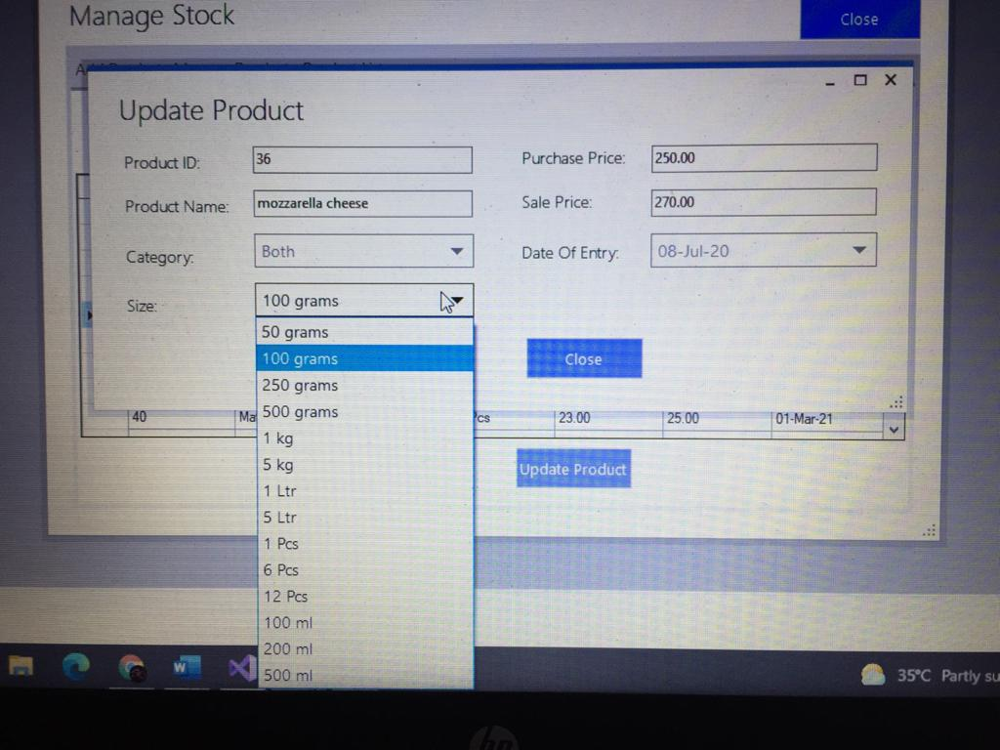 Manage Stock
Close
Update Product
Product ID:
36
Purchase Price:
250.00
Product Name:
mozzarella cheese
Sale Price:
270.00
Category:
Both
Date Of Entry:
08-Jul-20
Size:
100 grams
50 grams
100 grams
Close
250 grams
500 grams
40
Ma
23.00
25.00
01-Mar-21
1 kg
5 kg
Update Product
1 Ltr
5 Ltr
1 Pcs
6 Pcs
12 Pcs
100 ml
200 ml
500 ml
35°C Partly su
hp